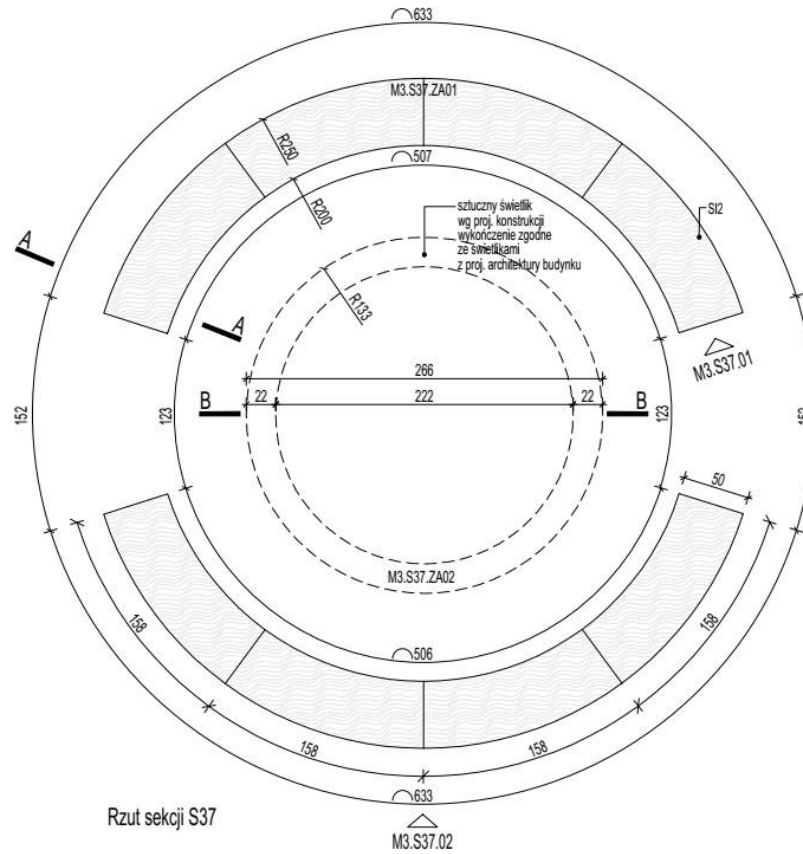 633
M3.S37.ZA01
R250
507
R200
sztuczny świetlik
wg proj. konstrukcji
wykończenie zgodne
ze świetlikami
z proj. architektury budynku
SI2
A
R133
A
M3.S37.01
266
B
22
222
22
B
152
123
123
50
M3.S37.ZA02
158
506
158
158
158
633
Rzut sekcji S37
M3.S37.02